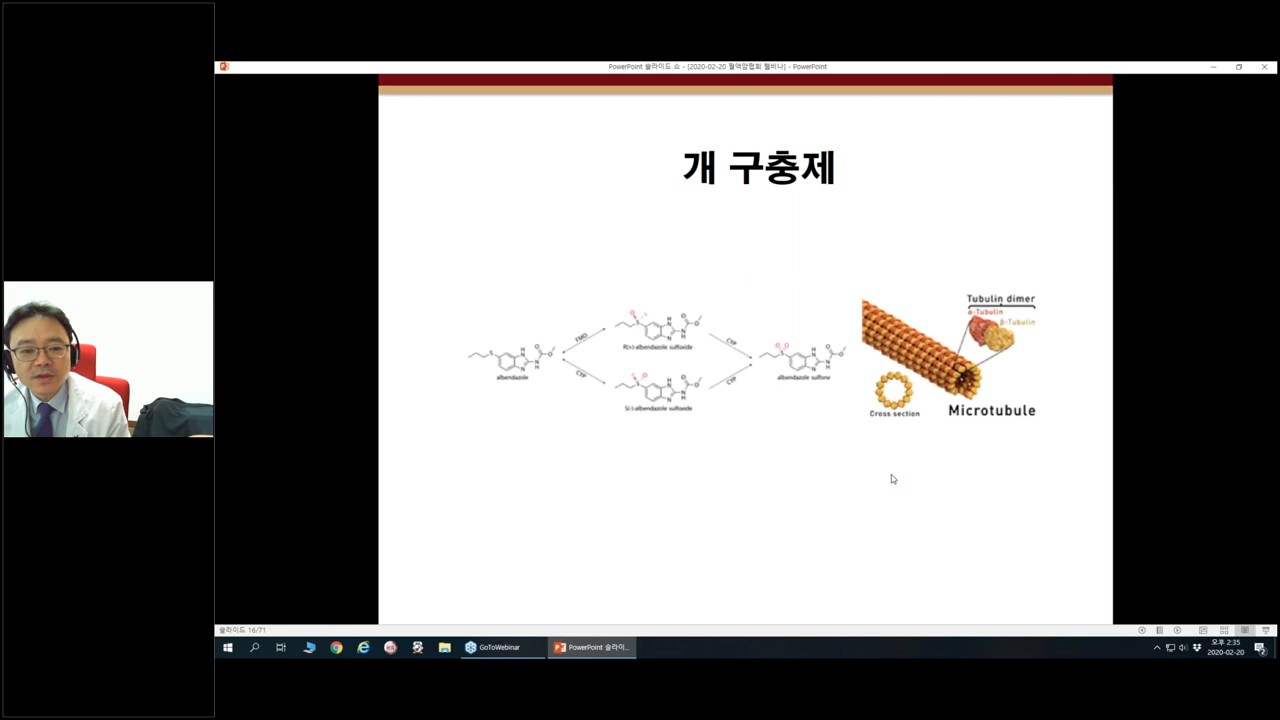 PowerPoint 슬라이드 쇼 - [2020-02-20 혈액암협회 웹비나] - PowerPoint
개 구충제
albendazole
FMO
CYP
R(+) albendazole sulfoxide
S(-) albendazole sulfoxide
CYP
CYP
albendazole sulfone
Tubulin dimer
α-Tubulin
β-Tubulin
Cross section
Microtubule
슬라이드 16/71
GoToWebinar
PowerPoint 슬라이...
오후 2:35
2020-02-20